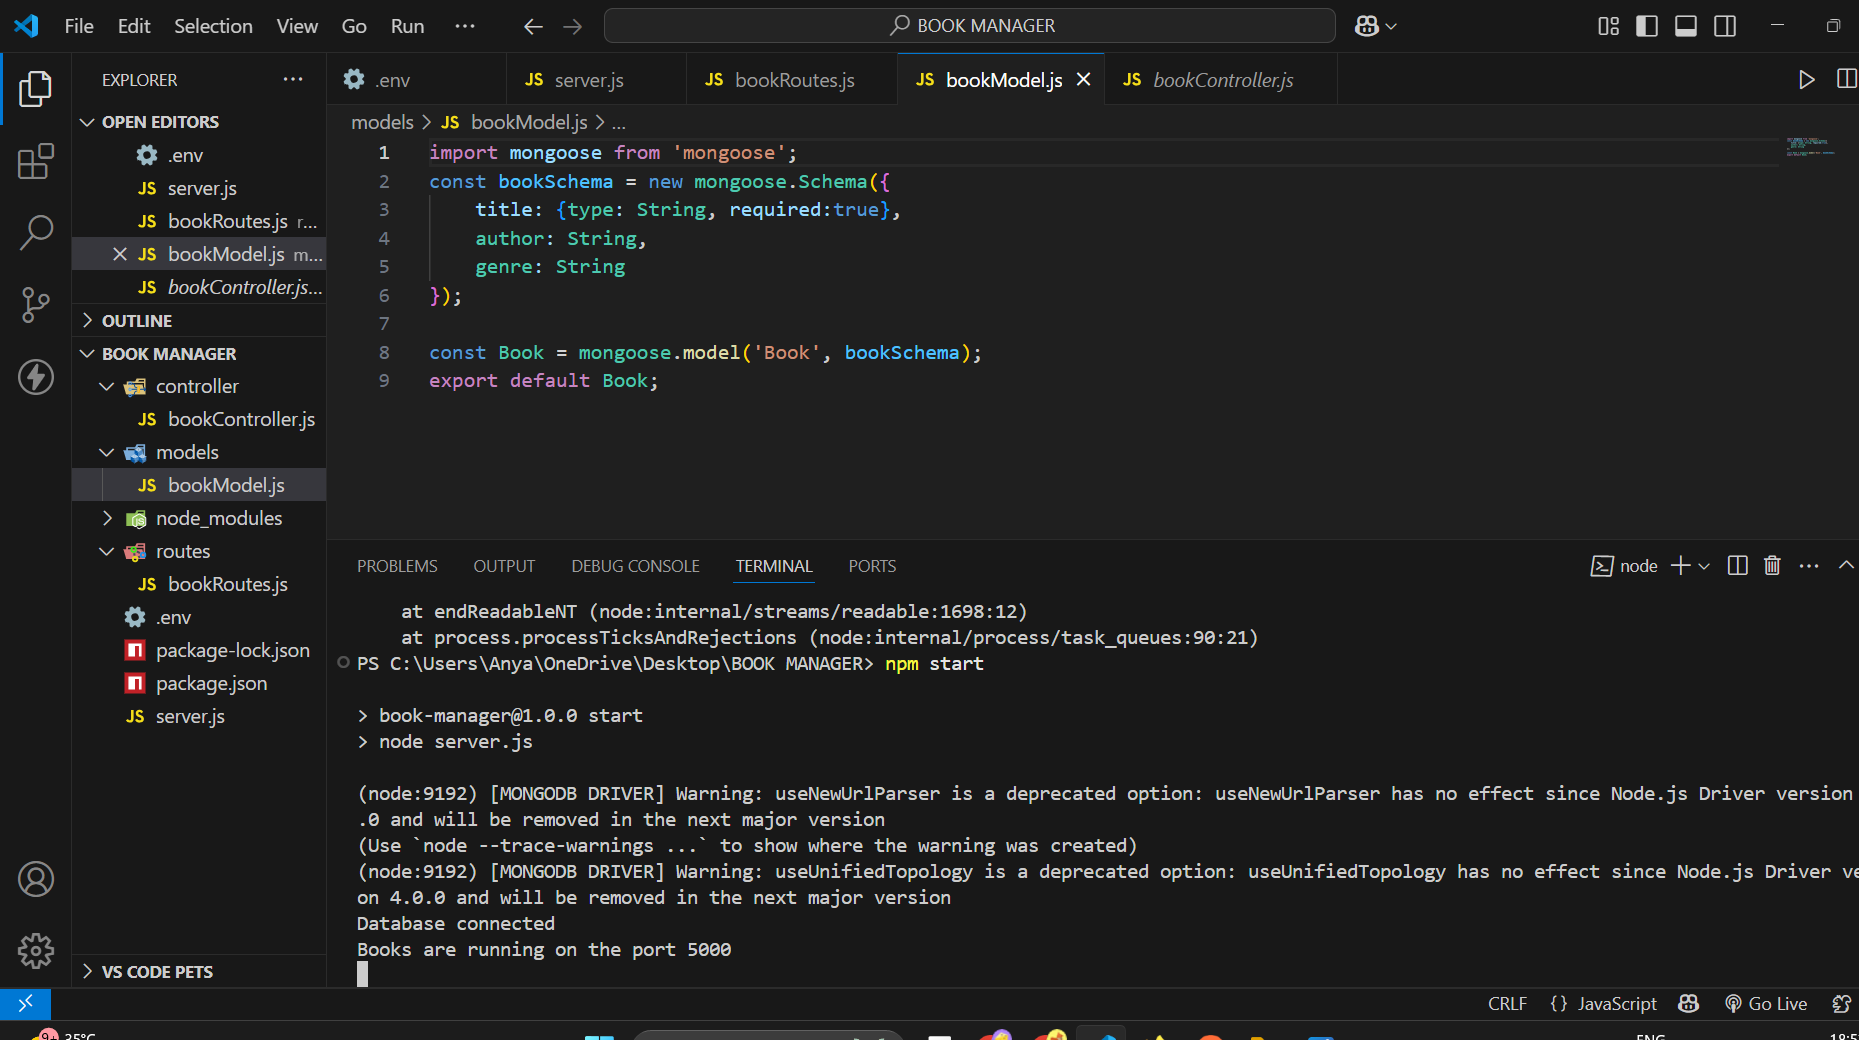 File Edit Selection View Go Run ··· BOOK MANAGER
EXPLORER ···
OPEN EDITORS
.env
JS server.js
JS bookRoutes.js r...
JS bookModel.js m...
JS bookController.js...
OUTLINE
BOOK MANAGER
controller
JS bookController.js
models
JS bookModel.js
node_modules
routes
JS bookRoutes.js
.env
package-lock.json
package.json
JS server.js
VS CODE PETS
.env JS server.js JS bookRoutes.js JS bookModel.js JS bookController.js
models > JS bookModel.js > ...
1 import mongoose from 'mongoose';
2 const bookSchema = new mongoose.Schema({
3 title: {type: String, required:true},
4 author: String,
5 genre: String
6 });
7
8 const Book = mongoose.model('Book', bookSchema);
9 export default Book;
PROBLEMS OUTPUT DEBUG CONSOLE TERMINAL PORTS node ···
at endReadableNT (node:internal/streams/readable:1698:12)
at process.processTicksAndRejections (node:internal/process/task_queues:90:21)
PS C:\Users\Anya\OneDrive\Desktop\BOOK MANAGER> npm start
> book-manager@1.0.0 start
> node server.js
(node:9192) [MONGODB DRIVER] Warning: useNewUrlParser is a deprecated option: useNewUrlParser has no effect since Node.js Driver version
.0 and will be removed in the next major version
(Use `node --trace-warnings ...` to show where the warning was created)
(node:9192) [MONGODB DRIVER] Warning: useUnifiedTopology is a deprecated option: useUnifiedTopology has no effect since Node.js Driver ve
on 4.0.0 and will be removed in the next major version
Database connected
Books are running on the port 5000
CRLF {} JavaScript Go Live
9+ 35°C ENG